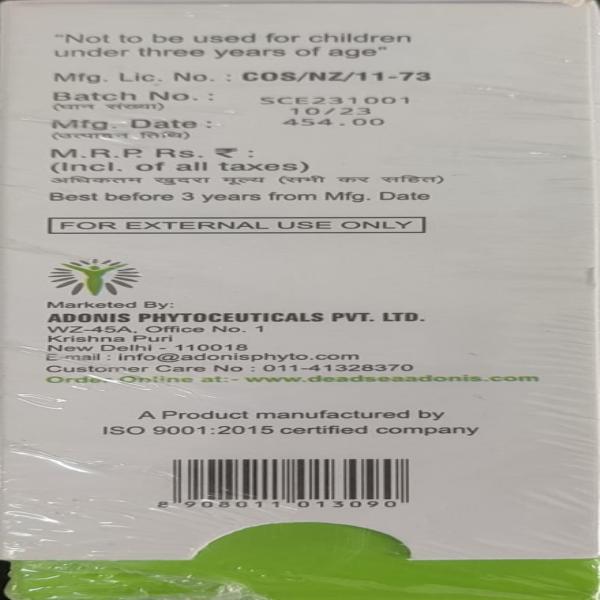 "Not to be used for children
under three years of age"
Mfg. Lic. No. : COS/NZ/11-73
Batch No. : SCE231001
(घान संख्या)
Mfg. Date : 10/23
(उत्पादन तिथि)
M.R.P. Rs. ₹ : 454.00
(Incl. of all taxes)
अधिकतम खुदरा मूल्य (सभी कर सहित)
Best before 3 years from Mfg. Date
FOR EXTERNAL USE ONLY
Marketed By:
ADONIS PHYTOCEUTICALS PVT. LTD.
WZ-45A, Office No. 1
Krishna Puri
New Delhi - 110018
E-mail : info@adonisphyto.com
Customer Care No : 011-41328370
Order Online at:- www.deadseaadonis.com
A Product manufactured by
ISO 9001:2015 certified company
8 908011 013090